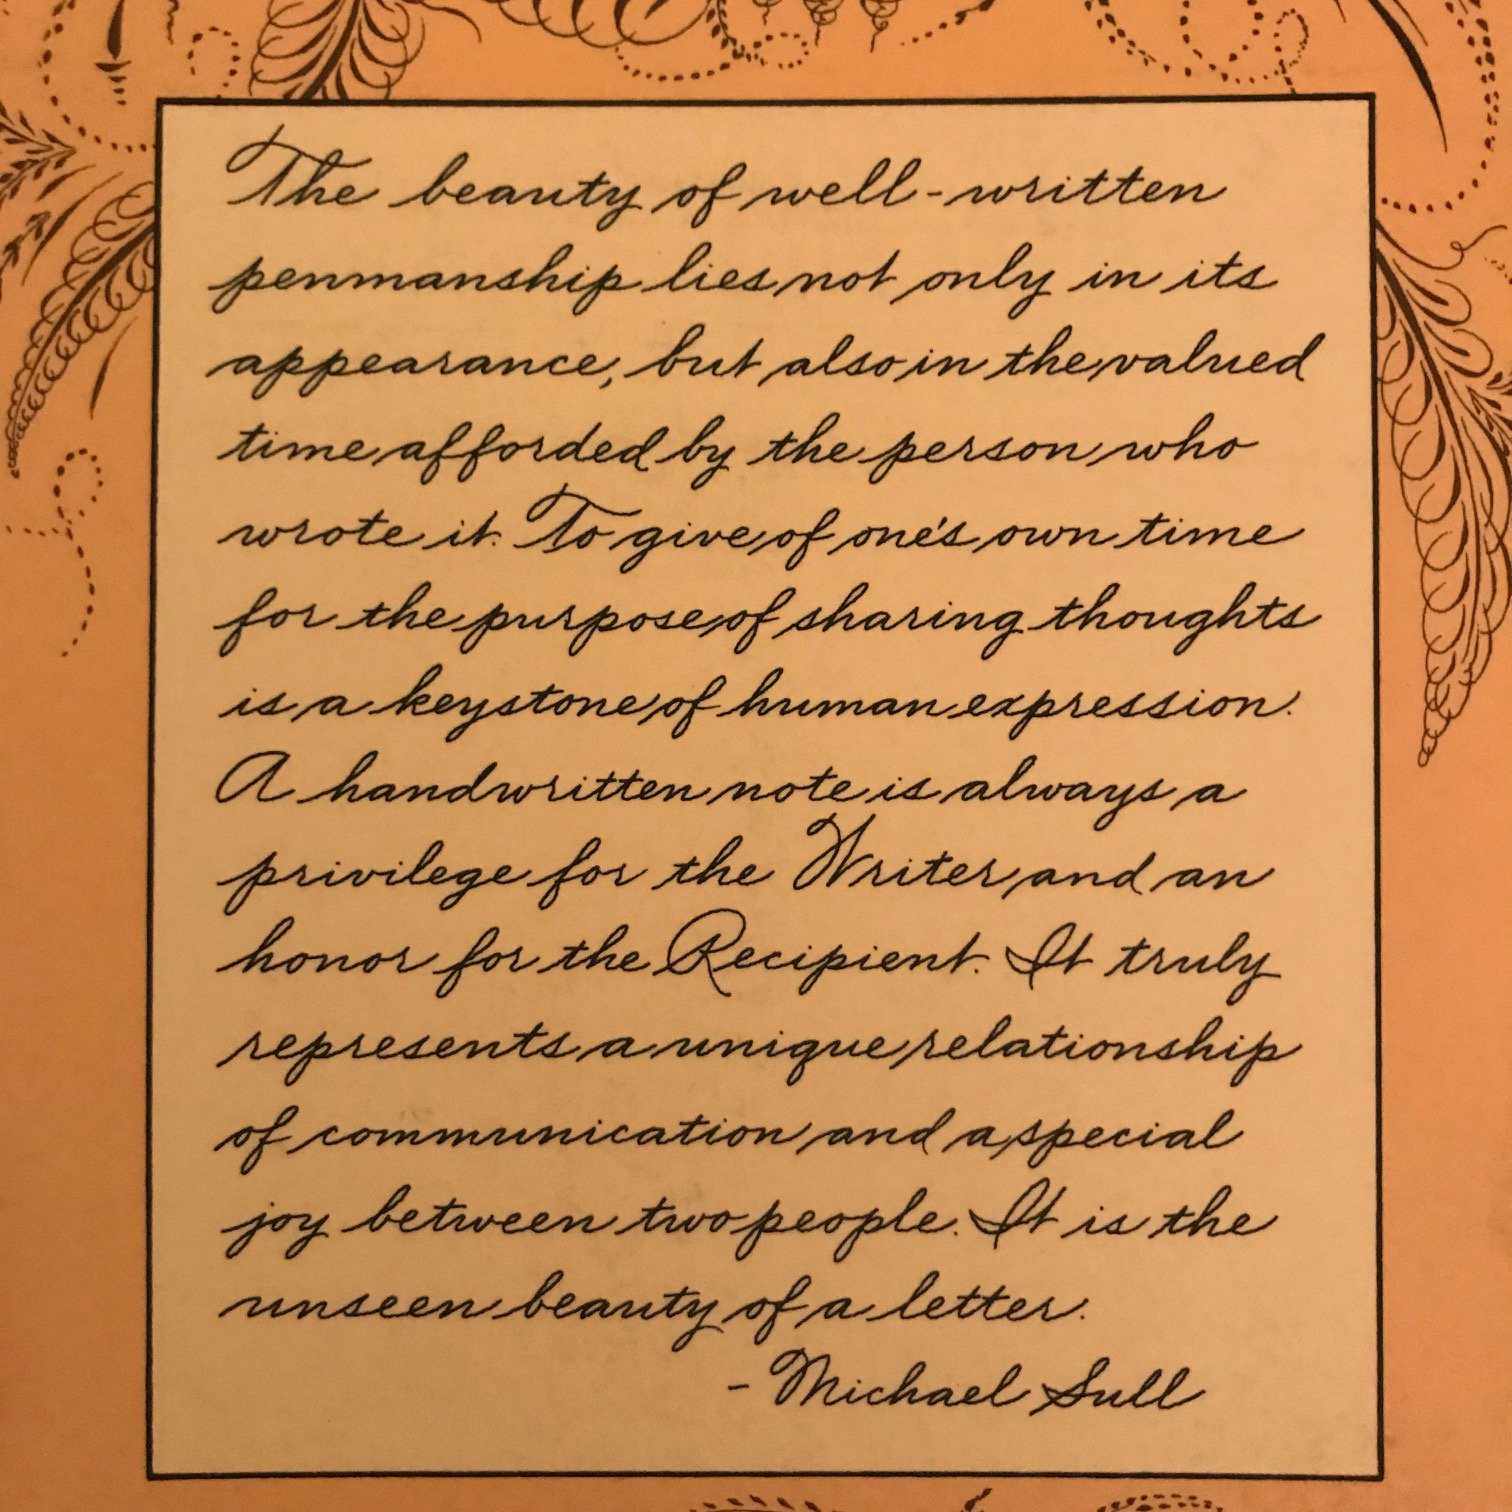 The beauty of well-written
penmanship lies not only in its
appearance, but also in the valued
time afforded by the person who
wrote it. To give of one's own time
for the purpose of sharing thoughts
is a keystone of human expression.
A handwritten note is always a
privilege for the Writer and an
honor for the Recipient. It truly
represents a unique relationship
of communication and a special
joy between two people. It is the
unseen beauty of a letter.
- Michael Sull